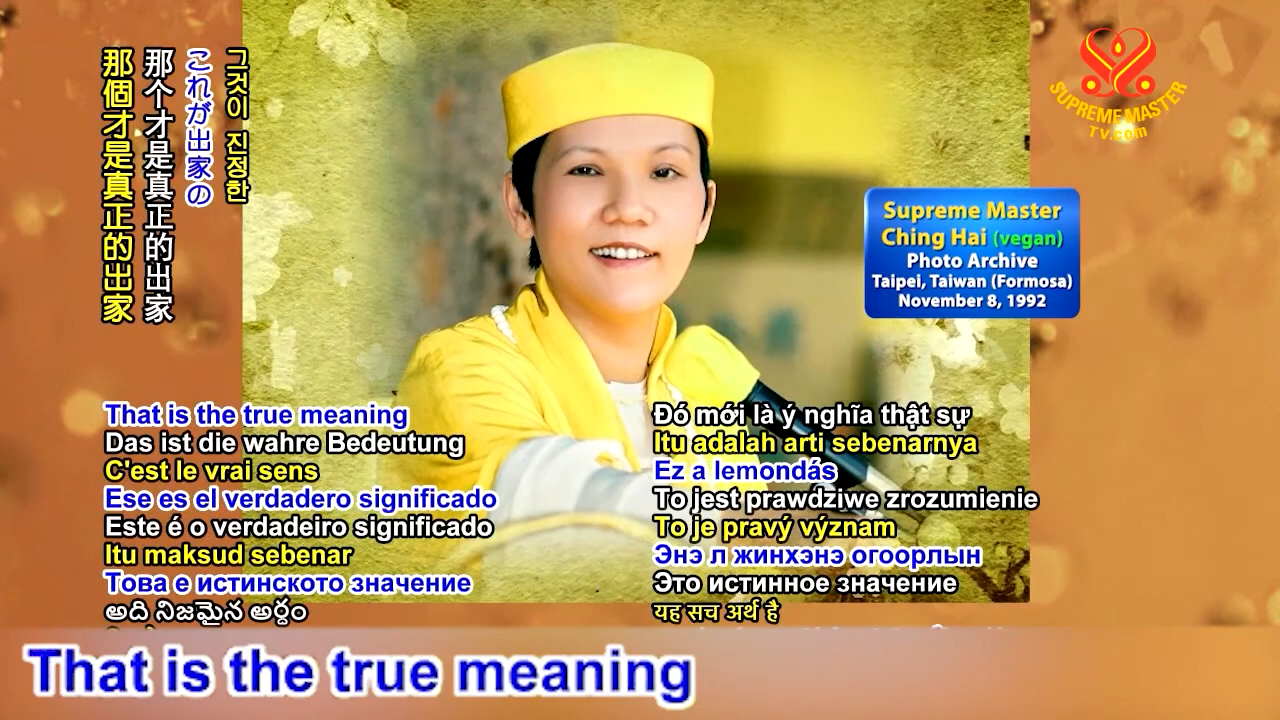 那個才是真正的出家
那个才是真正的出家
これが出家の
그것이 진정한
SUPREME MASTER
TV.com
Supreme Master
Ching Hai (vegan)
Photo Archive
Taipei, Taiwan (Formosa)
November 8, 1992
That is the true meaning
Das ist die wahre Bedeutung
C'est le vrai sens
Ese es el verdadero significado
Este é o verdadeiro significado
Itu maksud sebenar
Това е истинското значение
అది నిజమైన అర్ధం
Đó mới là ý nghĩa thật sự
Itu adalah arti sebenarnya
Ez a lemondás
To jest prawdziwe zrozumienie
To je pravý význam
Энэ л жинхэнэ огоорлын
Это истинное значение
यह सच अर्थ है
That is the true meaning